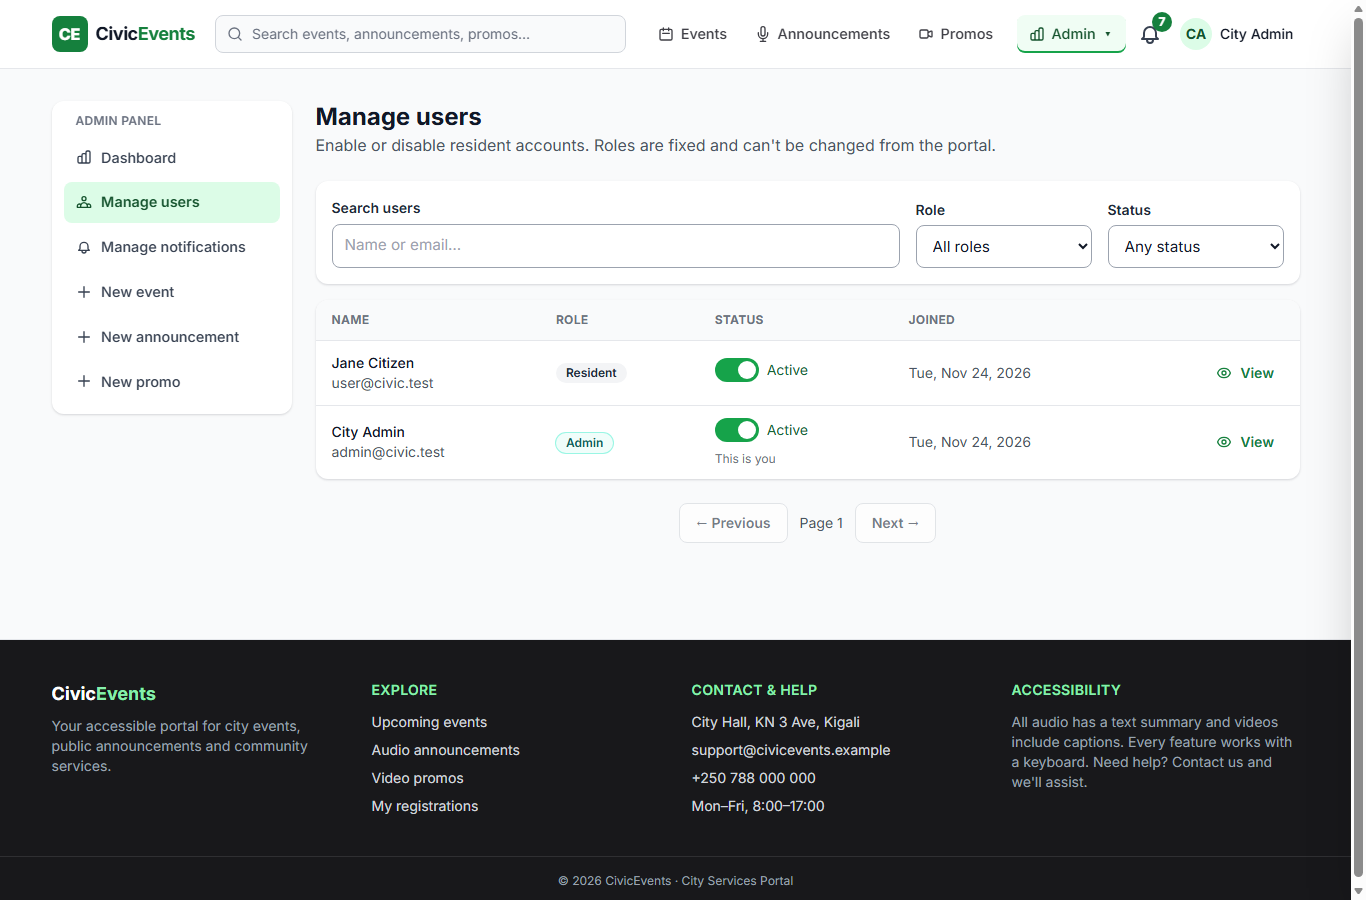 CE CivicEvents
Search events, announcements, promos...
Events
Announcements
Promos
Admin
7
CA City Admin
ADMIN PANEL
Dashboard
Manage users
Manage notifications
New event
New announcement
New promo
Manage users
Enable or disable resident accounts. Roles are fixed and can't be changed from the portal.
Search users
Name or email...
Role
All roles
Status
Any status
NAME ROLE STATUS JOINED
Jane Citizen
user@civic.test
Resident
Active
Tue, Nov 24, 2026
View
City Admin
admin@civic.test
Admin
Active
This is you
Tue, Nov 24, 2026
View
← Previous
Page 1
Next →
CivicEvents
Your accessible portal for city events,
public announcements and community
services.
EXPLORE
Upcoming events
Audio announcements
Video promos
My registrations
CONTACT & HELP
City Hall, KN 3 Ave, Kigali
support@civicevents.example
+250 788 000 000
Mon–Fri, 8:00–17:00
ACCESSIBILITY
All audio has a text summary and videos
include captions. Every feature works with
a keyboard. Need help? Contact us and
we'll assist.
© 2026 CivicEvents · City Services Portal